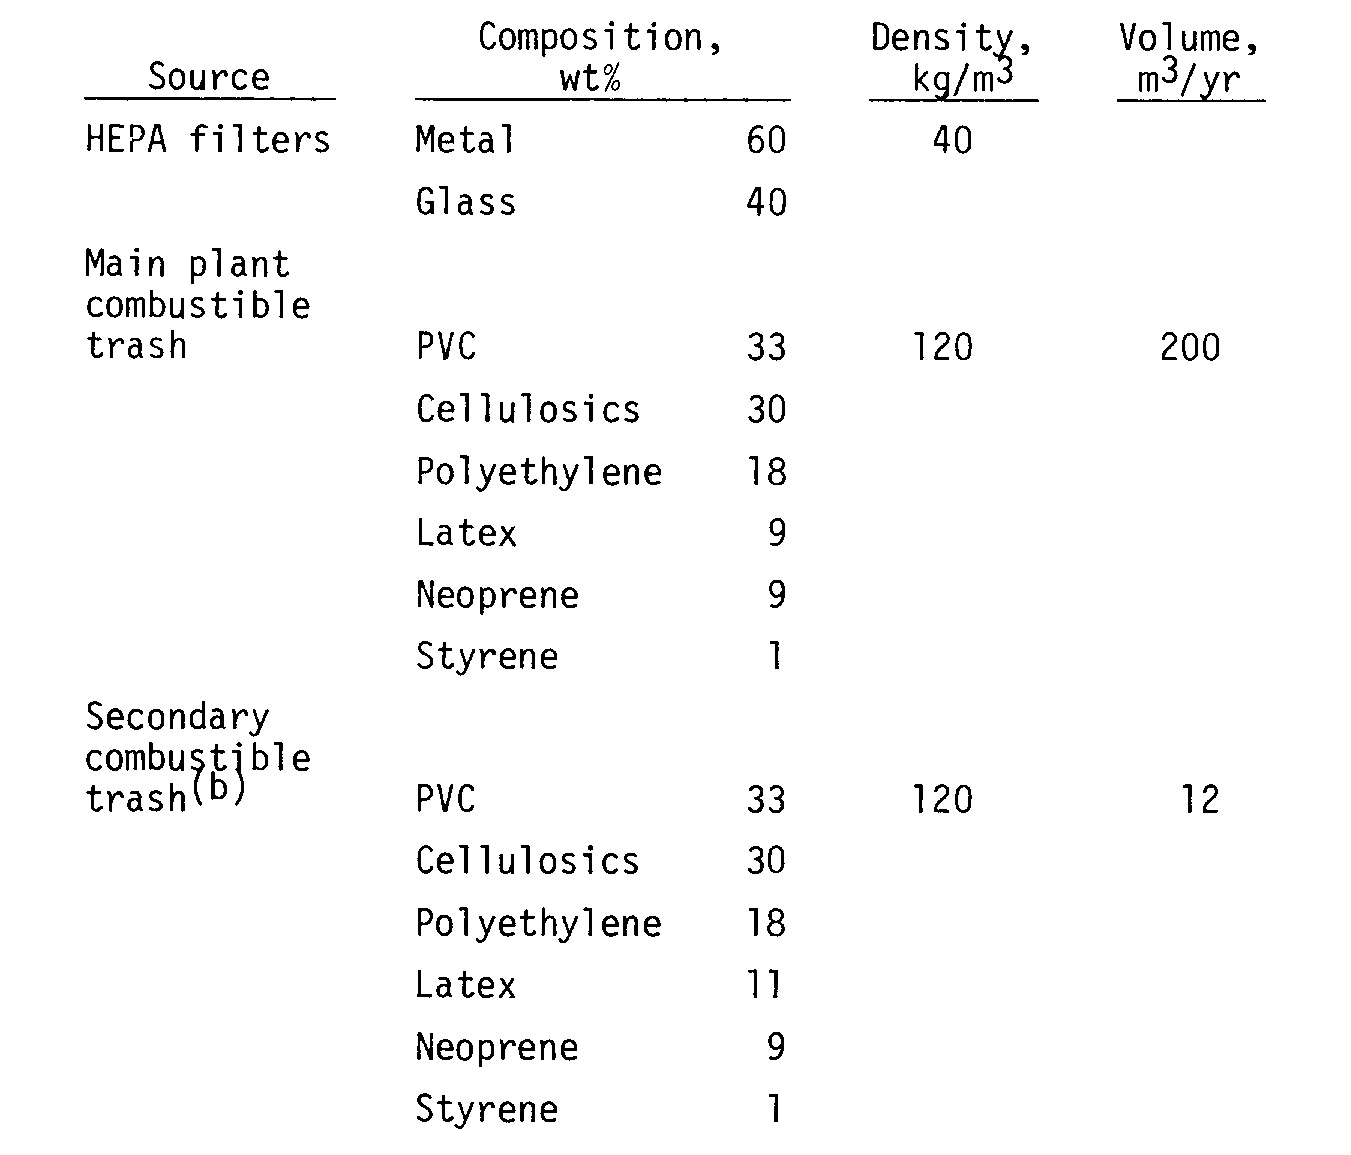 Composition, Density, Volume,
Source wt% kg/m3 m3/yr
HEPA filters Metal 60 40
Glass 40
Main plant
combustible
trash PVC 33 120 200
Cellulosics 30
Polyethylene 18
Latex 9
Neoprene 9
Styrene 1
Secondary
combustible
trash(b) PVC 33 120 12
Cellulosics 30
Polyethylene 18
Latex 11
Neoprene 9
Styrene 1